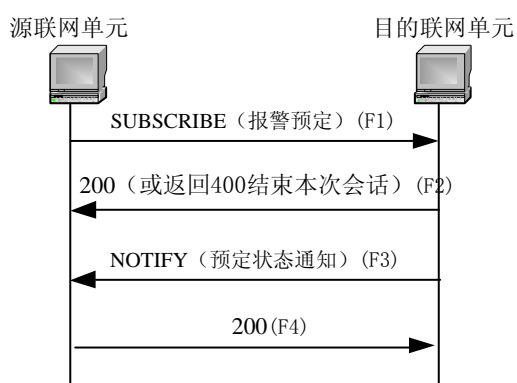 源联网单元
目的联网单元
SUBSCRIBE（报警预定）(F1)
200（或返回400结束本次会话）(F2)
NOTIFY（预定状态通知）(F3)
200(F4)